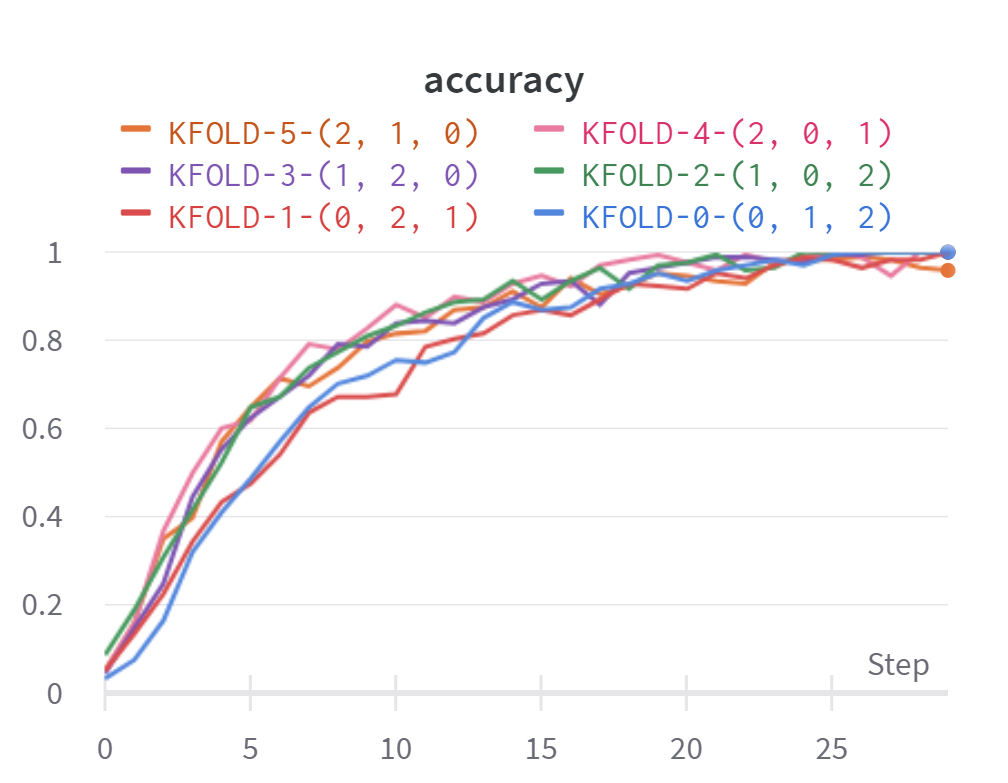 accuracy
KFOLD-5-(2, 1, 0) KFOLD-4-(2, 0, 1)
KFOLD-3-(1, 2, 0) KFOLD-2-(1, 0, 2)
KFOLD-1-(0, 2, 1) KFOLD-0-(0, 1, 2)
1
0.8
0.6
0.4
0.2
Step
0
0 5 10 15 20 25